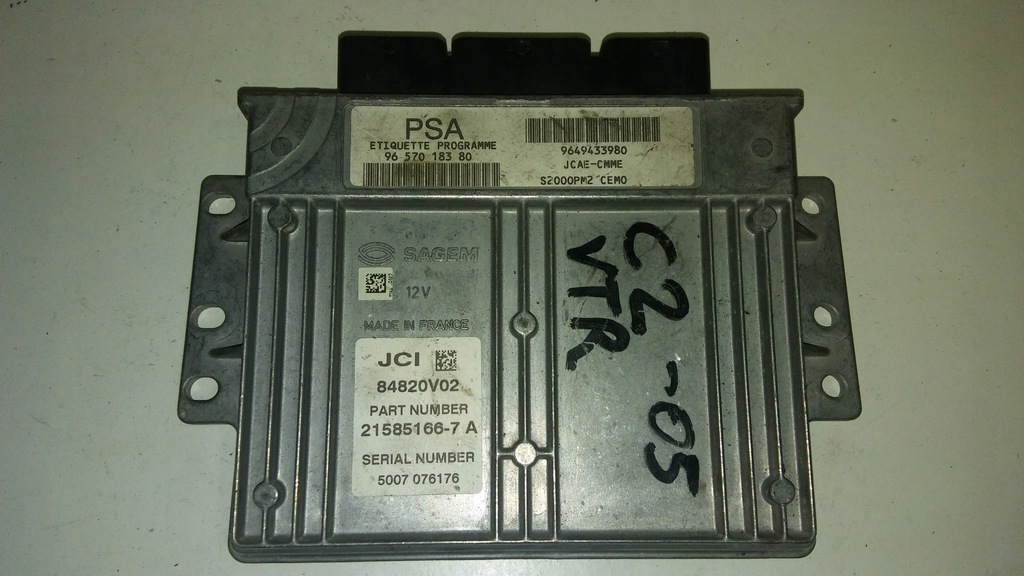 PSA
ETIQUETTE PROGRAMME
96 570 183 80
9649433980
JCAE-CMME
S2000PM2 CEMO
SAGEM
12V
MADE IN FRANCE
JCI
84820V02
PART NUMBER
21585166-7 A
SERIAL NUMBER
5007 076176
C2-05
VTR